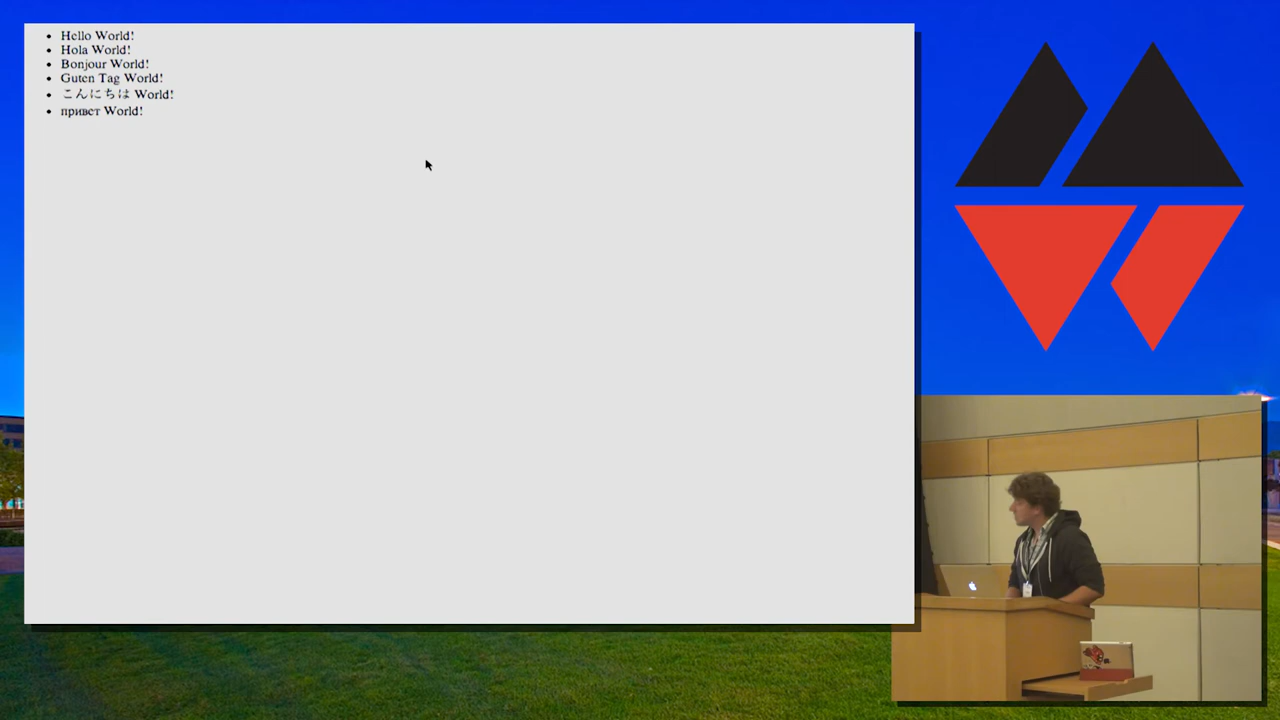 Hello World!
Hola World!
Bonjour World!
Guten Tag World!
こんにちは World!
привет World!